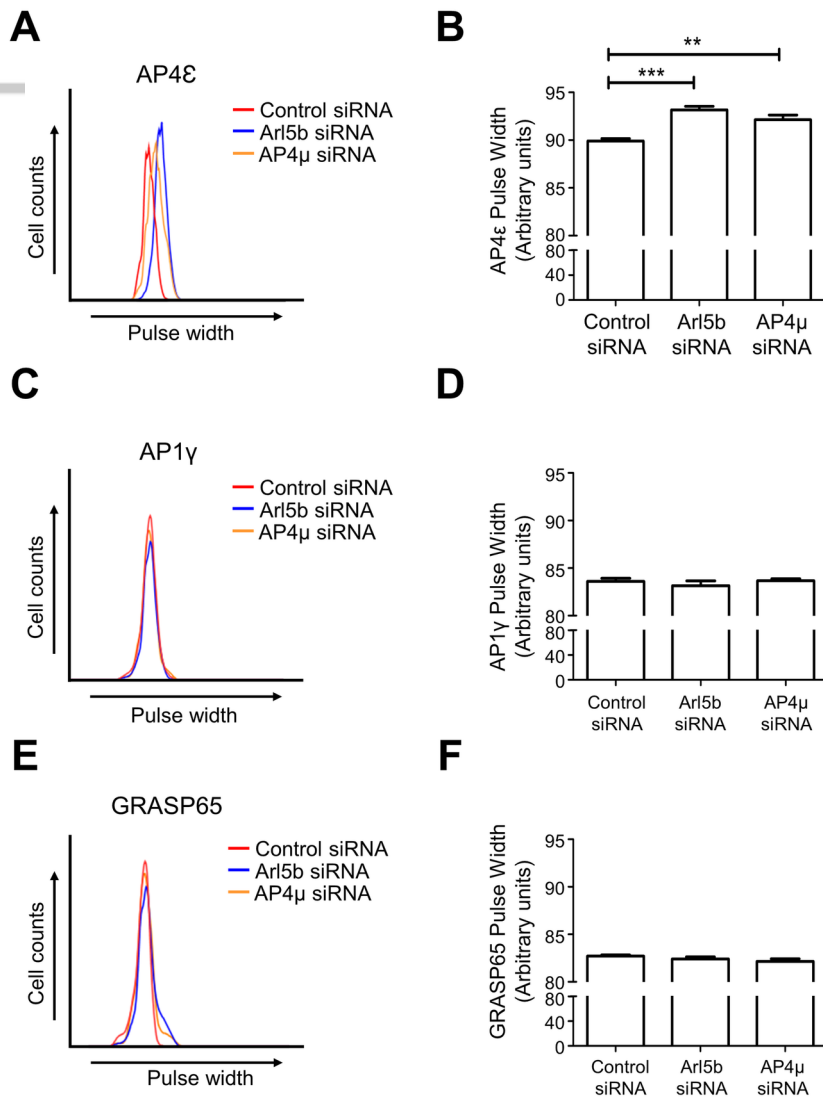 A
AP4Ɛ
Control siRNA
Arl5b siRNA
AP4µ siRNA
Cell counts
Pulse width
B
**
***
AP4ε Pulse Width
(Arbitrary units)
95
90
85
80
80
40
0
Control
siRNA
Arl5b
siRNA
AP4µ
siRNA
C
AP1γ
Control siRNA
Arl5b siRNA
AP4µ siRNA
Cell counts
Pulse width
D
AP1γ Pulse Width
(Arbitrary units)
95
90
85
80
80
40
0
Control
siRNA
Arl5b
siRNA
AP4µ
siRNA
E
GRASP65
Control siRNA
Arl5b siRNA
AP4µ siRNA
Cell counts
Pulse width
F
GRASP65 Pulse Width
(Arbitrary units)
95
90
85
80
80
40
0
Control
siRNA
Arl5b
siRNA
AP4µ
siRNA